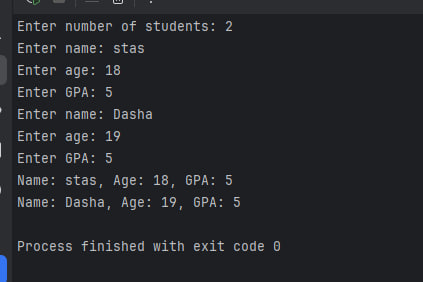 Enter number of students: 2
Enter name: stas
Enter age: 18
Enter GPA: 5
Enter name: Dasha
Enter age: 19
Enter GPA: 5
Name: stas, Age: 18, GPA: 5
Name: Dasha, Age: 19, GPA: 5
Process finished with exit code 0